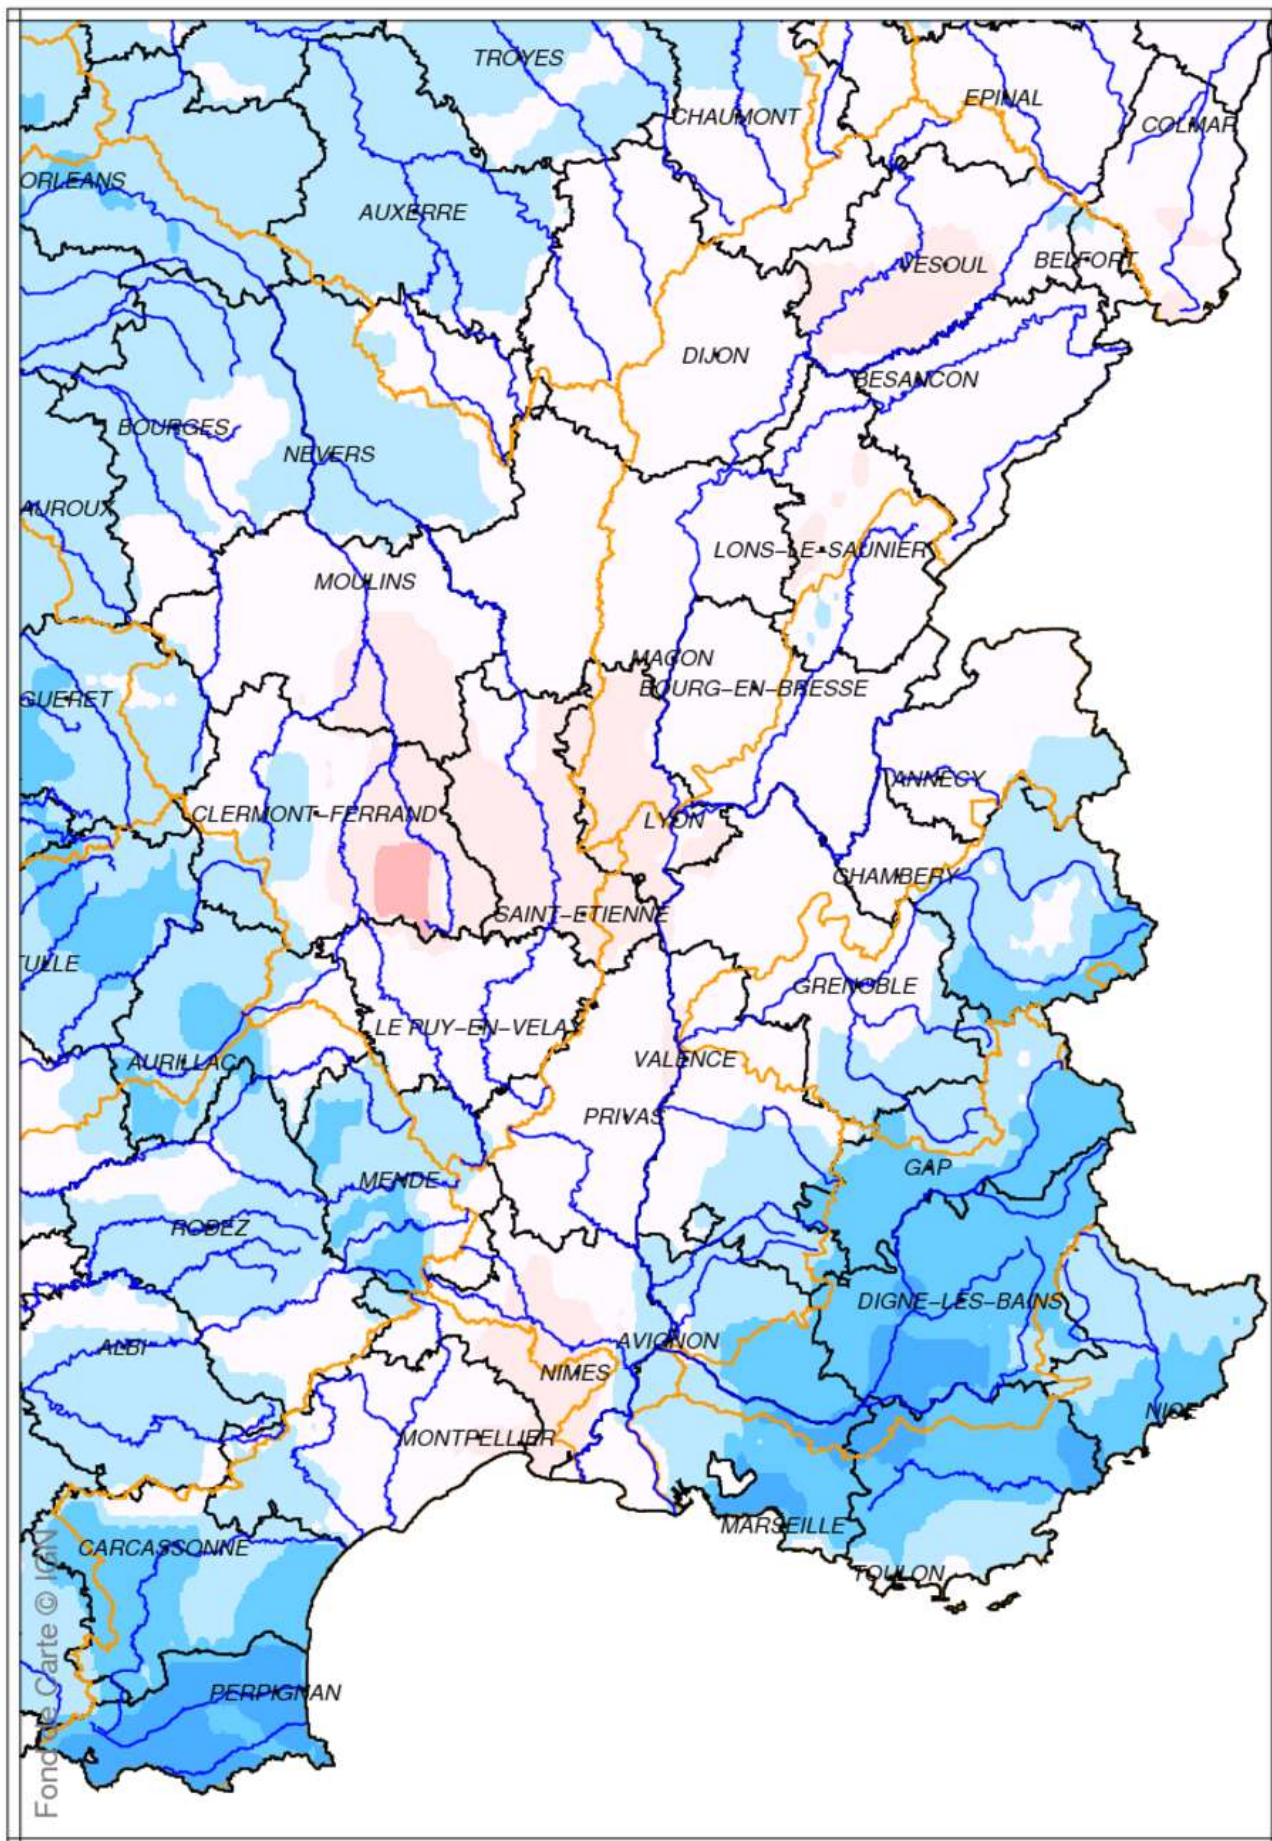 TROYES
EPINAL
CHAUMONT
COLMAR
ORLEANS
AUXERRE
VESOUL
BELFORT
DIJON
BESANCON
BOURGES
NEVERS
AUROUX
LONS-LE-SAUNIER
MOULINS
MACON
BOURG-EN-BRESSE
GUERET
ANNECY
CLERMONT-FERRAND
LYON
CHAMBERY
SAINT-ETIENNE
TULLE
GRENOBLE
LE PUY-EN-VELAY
VALENCE
AURILLAC
PRIVAS
GAP
MENDE
RODEZ
DIGNE-LES-BAINS
AVIGNON
ALBI
NIMES
NICE
MONTPELLIER
MARSEILLE
CARCASSONNE
TOULON
PERPIGNAN
Fond de Carte © IGN